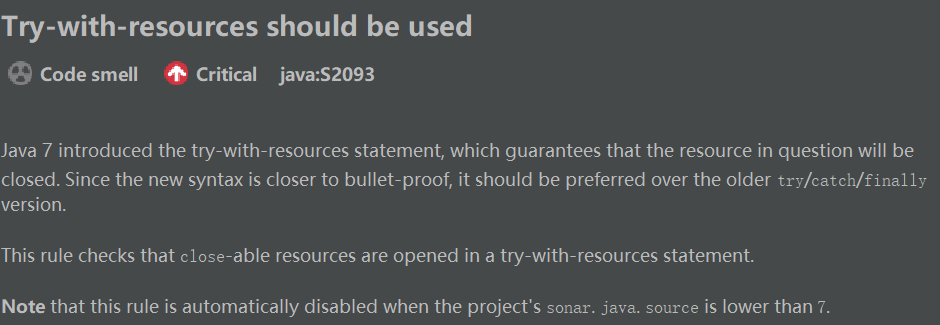 Try-with-resources should be used
Code smell Critical java:S2093
Java 7 introduced the try-with-resources statement, which guarantees that the resource in question will be
closed. Since the new syntax is closer to bullet-proof, it should be preferred over the older try/catch/finally
version.
This rule checks that close-able resources are opened in a try-with-resources statement.
Note that this rule is automatically disabled when the project's sonar.java.source is lower than 7.